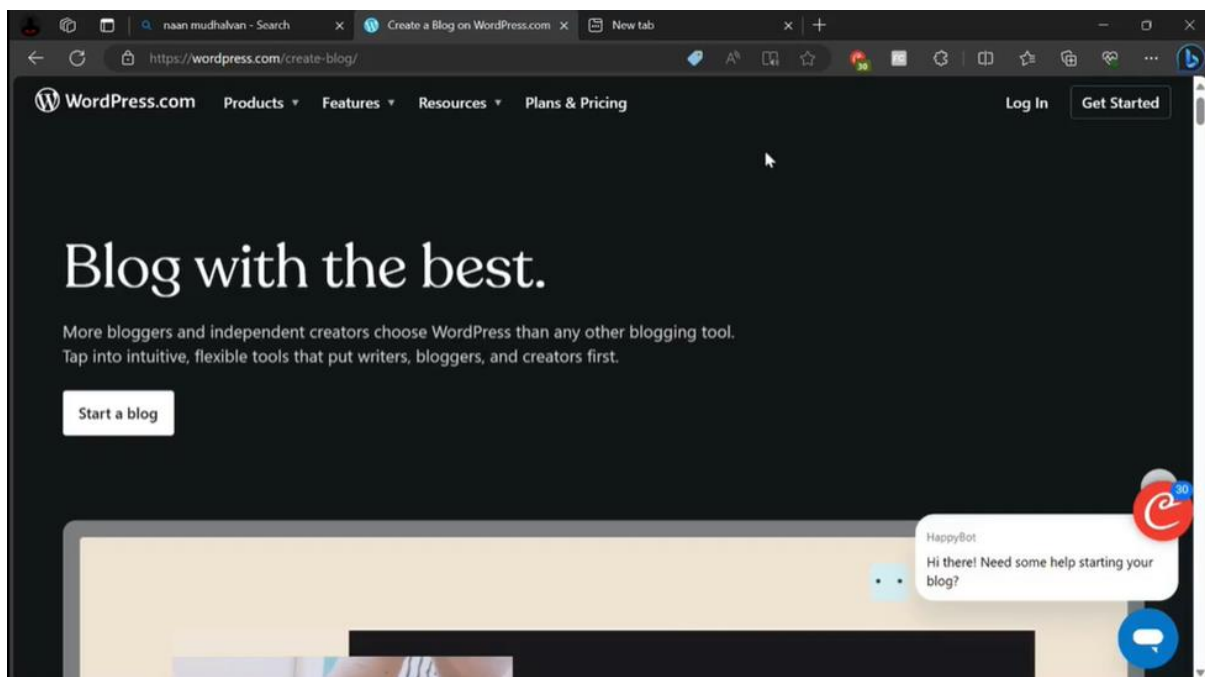 naan mudhalvan - Search
Create a Blog on WordPress.com
New tab
https://wordpress.com/create-blog/
30
WordPress.com Products Features Resources Plans & Pricing Log In Get Started
Blog with the best.
More bloggers and independent creators choose WordPress than any other blogging tool.
Tap into intuitive, flexible tools that put writers, bloggers, and creators first.
Start a blog
30
HappyBot
Hi there! Need some help starting your
blog?